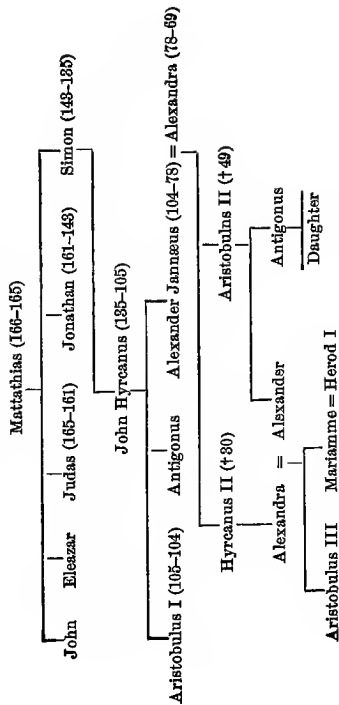 Mattathias (166–165)
John Eleazar Judas (165–161) Jonathan (161–143) Simon (143–135)
John Hyrcanus (135–105)
Aristobulus I (105–104) Antigonus Alexander Jannæus (104–78) = Alexandra (78–69)
Hyrcanus II (†30) Aristobulus II (†49)
Alexandra = Alexander Antigonus
Daughter
Aristobulus III Mariamme = Herod I